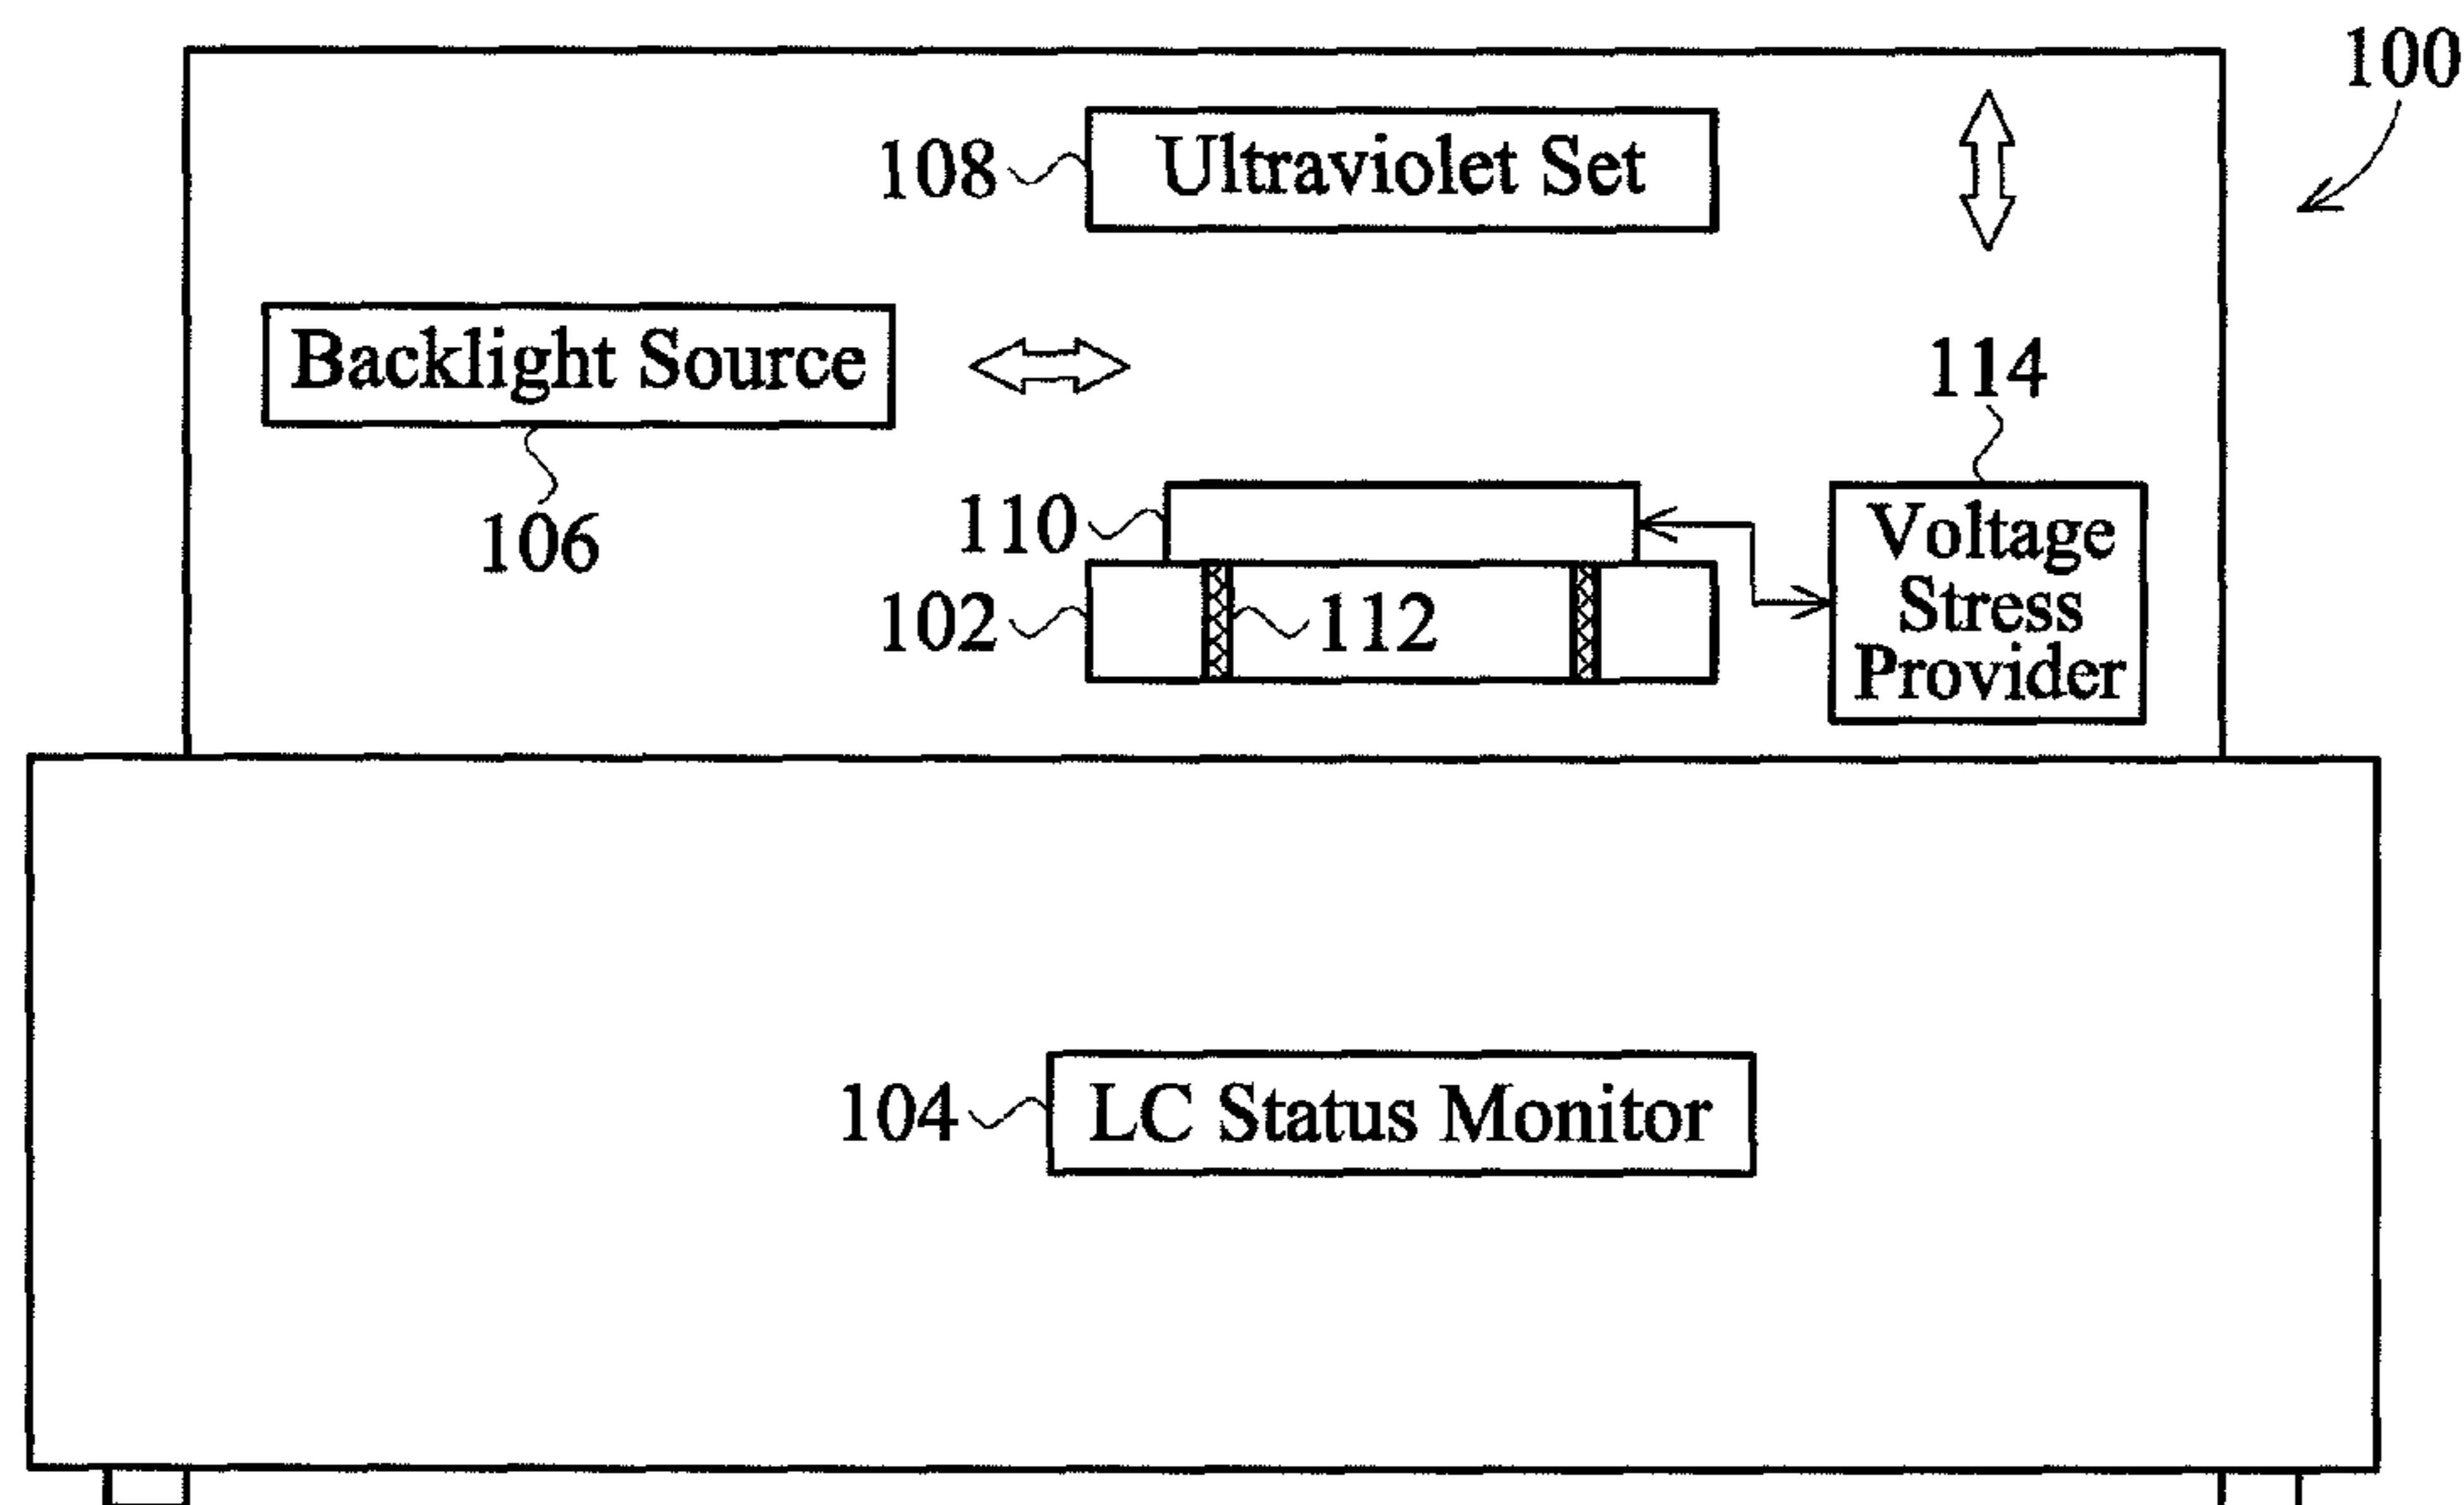 100
108 Ultraviolet Set
Backlight Source
106
114
110
Voltage
Stress
Provider
102
112
104 LC Status Monitor